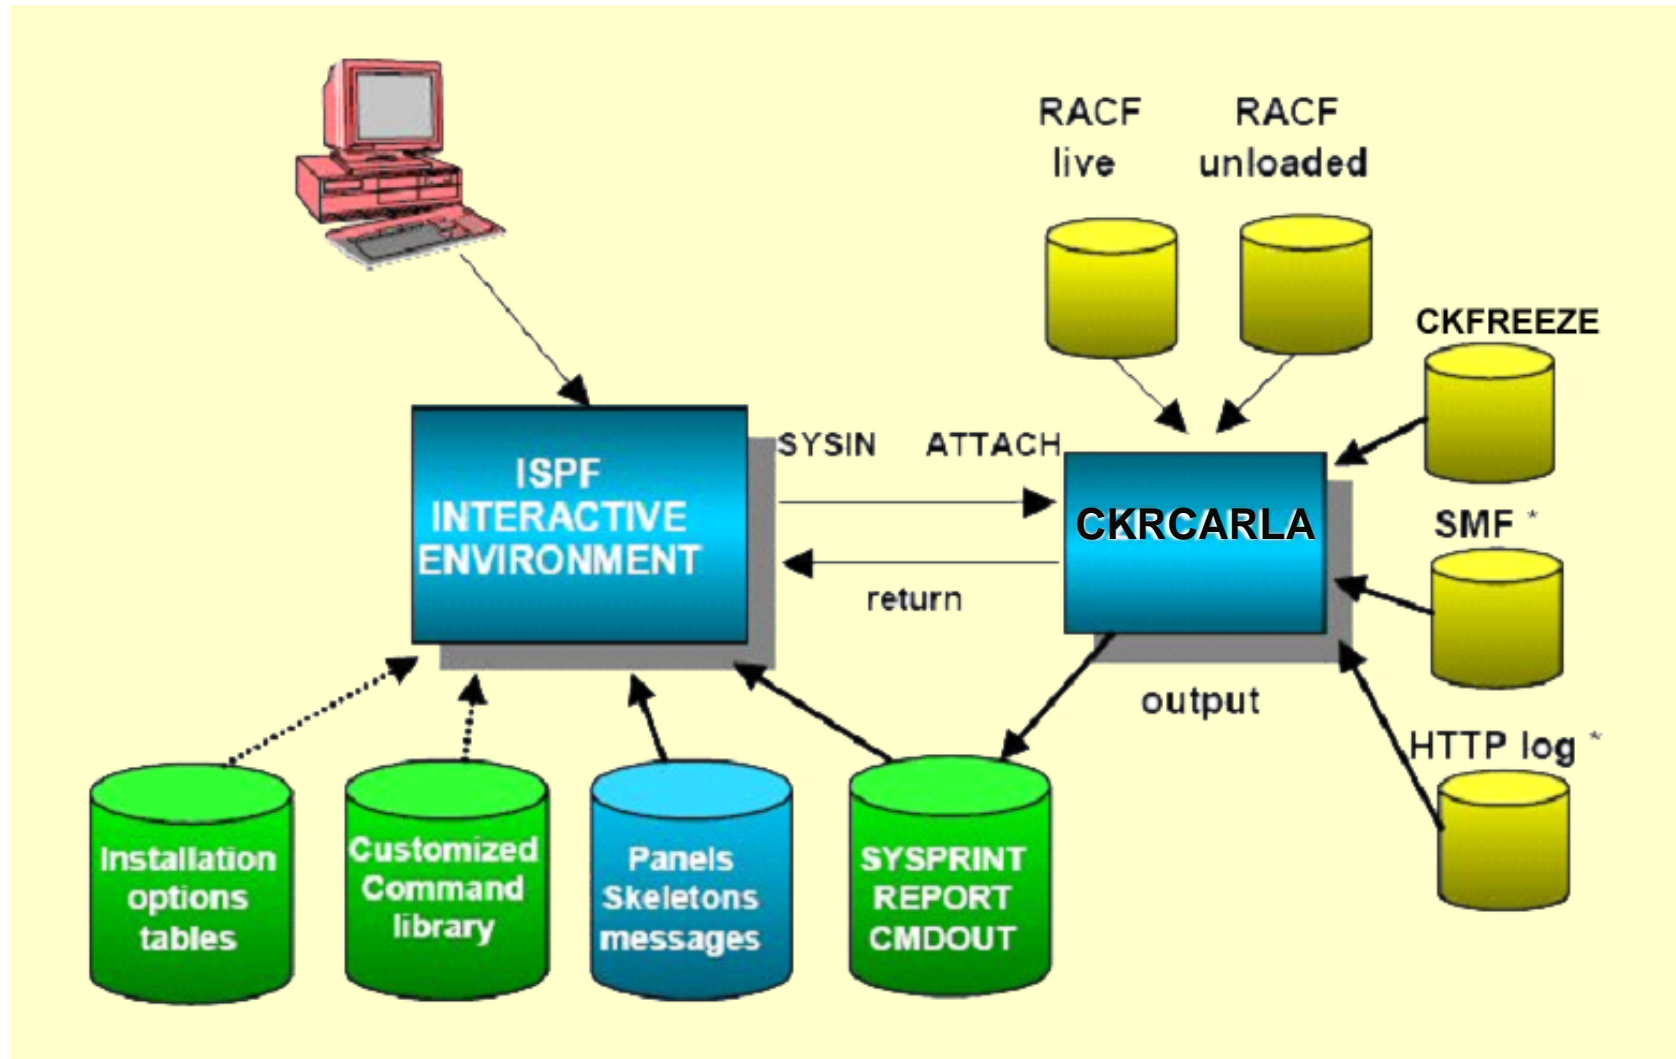 RACF
live
RACF
unloaded
CKFREEZE
SYSIN
ATTACH
ISPF
INTERACTIVE
ENVIRONMENT
CKRCARLA
SMF *
return
output
HTTP log *
Installation
options
tables
Customized
Command
library
Panels
Skeletons
messages
SYSPRINT
REPORT
CMDOUT